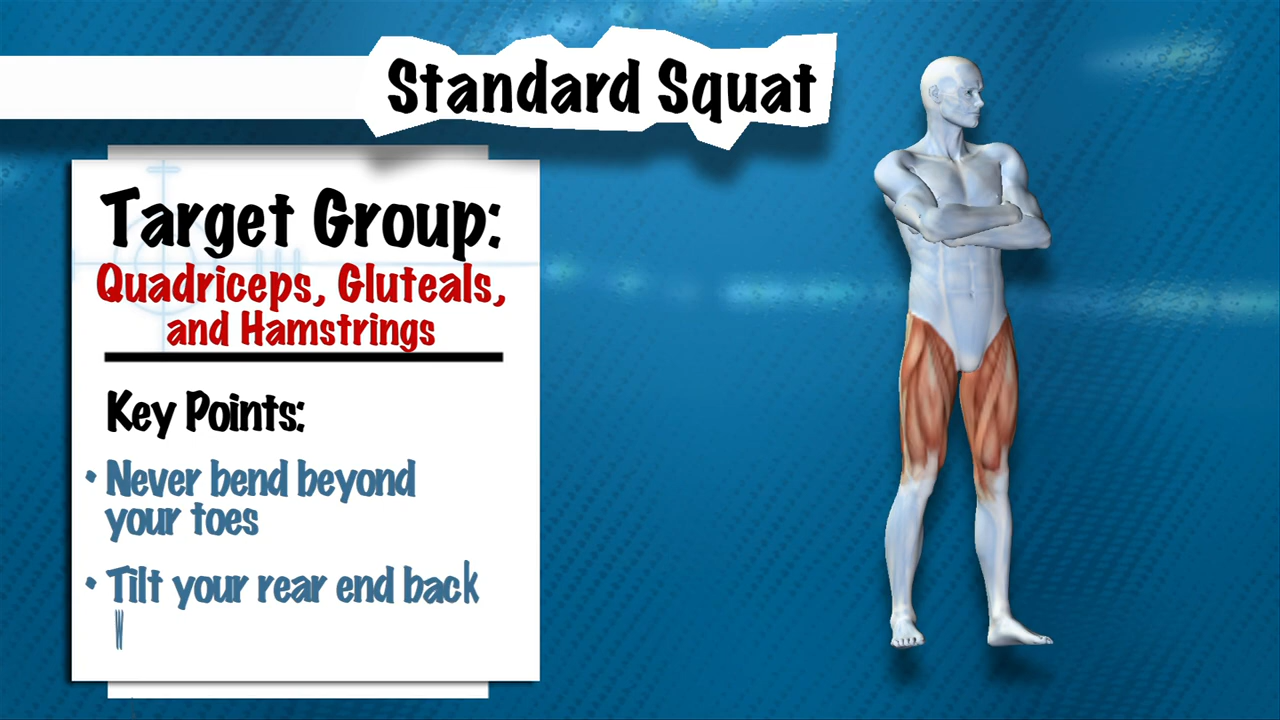 Standard Squat
Target Group:
Quadriceps, Gluteals,
and Hamstrings
Key Points:
• Never bend beyond
your toes
• Tilt your rear end back
w